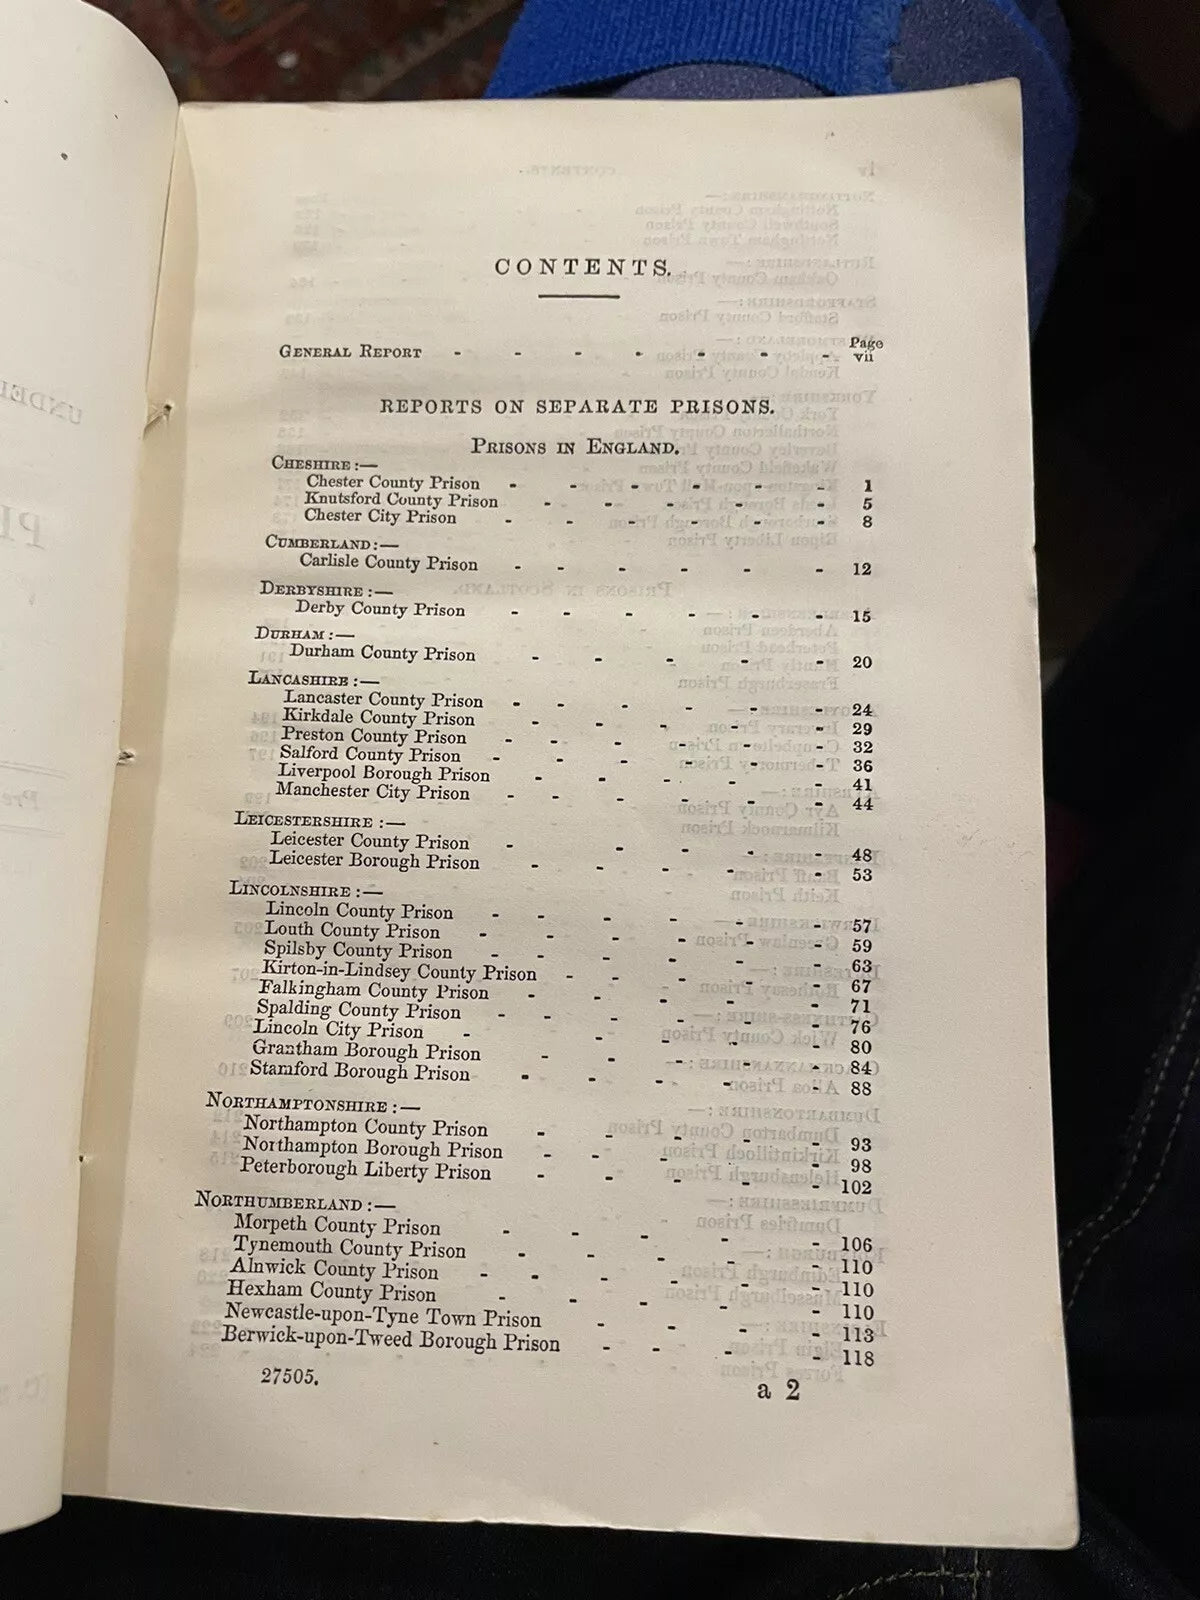 CONTENTS.
Page
GENERAL REPORT - - - - - - - vii
REPORTS ON SEPARATE PRISONS.
PRISONS IN ENGLAND.
CHESHIRE:—
Chester County Prison - - - - - - 1
Knutsford County Prison - - - - - 5
Chester City Prison - - - - - - 8
CUMBERLAND:—
Carlisle County Prison - - - - - - 12
DERBYSHIRE:—
Derby County Prison - - - - - - 15
DURHAM:—
Durham County Prison - - - - - 20
LANCASHIRE:—
Lancaster County Prison - - - - - 24
Kirkdale County Prison - - - - - 29
Preston County Prison - - - - - 32
Salford County Prison - - - - - 36
Liverpool Borough Prison - - - - - 41
Manchester City Prison - - - - - 44
LEICESTERSHIRE:—
Leicester County Prison - - - - - 48
Leicester Borough Prison - - - - - 53
LINCOLNSHIRE:—
Lincoln County Prison - - - - - - 57
Louth County Prison - - - - - 59
Spilsby County Prison - - - - - - 63
Kirton-in-Lindsey County Prison - - - - - 67
Falkingham County Prison - - - - - 71
Spalding County Prison - - - - - - 76
Lincoln City Prison - - - - - 80
Grantham Borough Prison - - - - - 84
Stamford Borough Prison - - - - - 88
NORTHAMPTONSHIRE:—
Northampton County Prison - - - - - 93
Northampton Borough Prison - - - - - 98
Peterborough Liberty Prison - - - - - 102
NORTHUMBERLAND:—
Morpeth County Prison - - - - - 106
Tynemouth County Prison - - - - - 110
Alnwick County Prison - - - - - - 110
Hexham County Prison - - - - - 110
Newcastle-upon-Tyne Town Prison - - - - 113
Berwick-upon-Tweed Borough Prison - - - - 118
27505. a 2